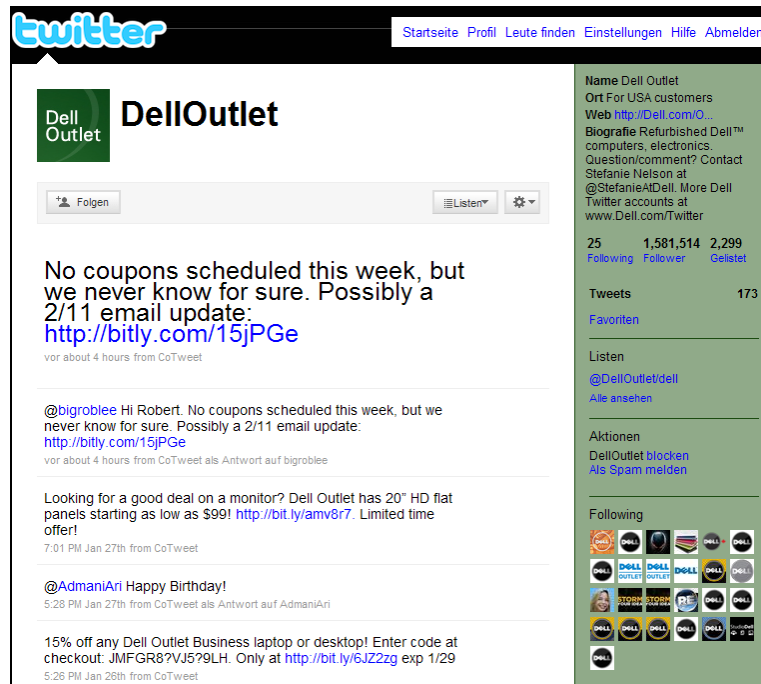 twitter
Startseite Profil Leute finden Einstellungen Hilfe Abmelden
Dell
Outlet
DellOutlet
Folgen
Listen
No coupons scheduled this week, but
we never know for sure. Possibly a
2/11 email update:
http://bitly.com/15jPGe
vor about 4 hours from CoTweet
@bigroblee Hi Robert. No coupons scheduled this week, but we
never know for sure. Possibly a 2/11 email update:
http://bitly.com/15jPGe
vor about 4 hours from CoTweet als Antwort auf bigroblee
Looking for a good deal on a monitor? Dell Outlet has 20" HD flat
panels starting as low as $99! http://bit.ly/amv8r7. Limited time
offer!
7:01 PM Jan 27th from CoTweet
@AdmaniAri Happy Birthday!
5:28 PM Jan 27th from CoTweet als Antwort auf AdmaniAri
15% off any Dell Outlet Business laptop or desktop! Enter code at
checkout: JMFGR8?VJ5?9LH. Only at http://bit.ly/6JZ2zg exp 1/29
5:26 PM Jan 26th from CoTweet
Name Dell Outlet
Ort For USA customers
Web http://Dell.com/O...
Biografie Refurbished Dell™
computers, electronics.
Question/comment? Contact
Stefanie Nelson at
@StefanieAtDell. More Dell
Twitter accounts at
www.Dell.com/Twitter
25 1,581,514 2,299
Following Follower Gelistet
Tweets 173
Favoriten
Listen
@DellOutlet/dell
Alle ansehen
Aktionen
DellOutlet blocken
Als Spam melden
Following